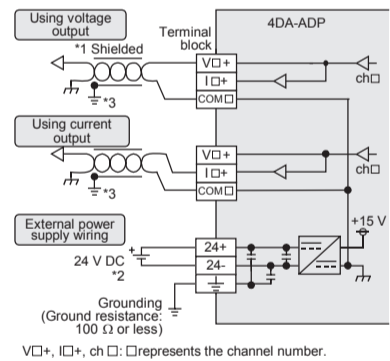 Using voltage
output
4DA-ADP
*1 Shielded
Terminal
block
V□+
I□+
COM□
ch□
*3
Using current
output
V□+
I□+
COM□
ch□
*3
External power
supply wiring
+15 V
+
24 V DC
-
*2
24+
24-
Grounding
(Ground resistance:
100 Ω or less)
V□+, I□+, ch □: □represents the channel number.